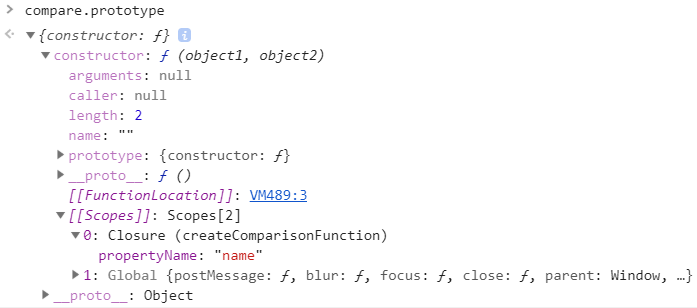 > compare.prototype
<· ▼{constructor: ƒ} i
▼constructor: ƒ (object1, object2)
arguments: null
caller: null
length: 2
name: ""
▶prototype: {constructor: ƒ}
▶__proto__: ƒ ()
[[FunctionLocation]]: VM489:3
▼[[Scopes]]: Scopes[2]
▼0: Closure (createComparisonFunction)
propertyName: "name"
▶1: Global {postMessage: ƒ, blur: ƒ, focus: ƒ, close: ƒ, parent: Window, …}
▶__proto__: Object